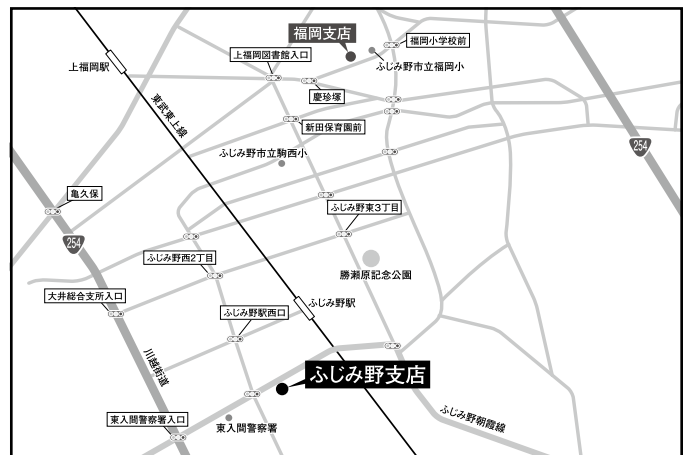 福岡支店
福岡小学校前
上福岡図書館入口
上福岡駅
ふじみ野市立福岡小
慶珍塚
東武東上線
新田保育園前
254
ふじみ野市立駒西小
亀久保
ふじみ野東3丁目
254
ふじみ野西2丁目
勝瀬原記念公園
大井総合支所入口
ふじみ野駅
ふじみ野駅西口
川越街道
ふじみ野支店
東入間警察署入口
東入間警察署
ふじみ野朝霞線